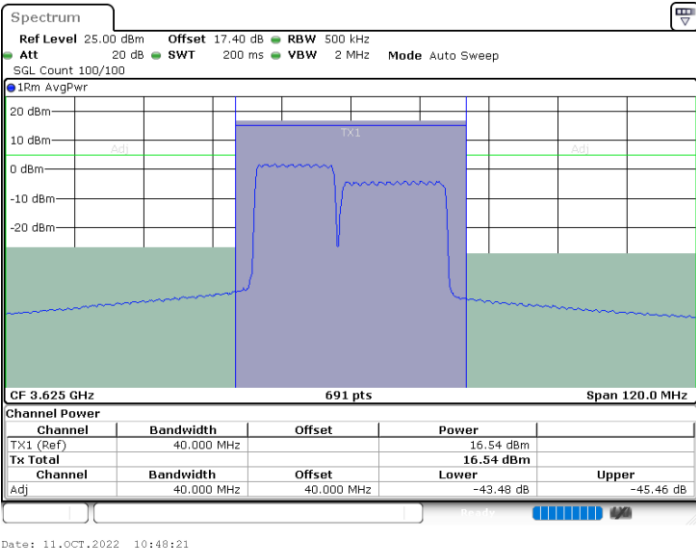 Spectrum
Ref Level 25.00 dBm Offset 17.40 dB RBW 500 kHz
Att 20 dB SWT 200 ms VBW 2 MHz Mode Auto Sweep
SGL Count 100/100
1Rm AvgPwr
20 dBm
TX1
10 dBm
Adj
Adj
0 dBm
-10 dBm
-20 dBm
CF 3.625 GHz 691 pts Span 120.0 MHz
Channel Power
Channel Bandwidth Offset Power
TX1 (Ref) 40.000 MHz 16.54 dBm
Tx Total 16.54 dBm
Channel Bandwidth Offset Lower Upper
Adj 40.000 MHz 40.000 MHz -43.48 dB -45.46 dB
Ready
Date: 11.OCT.2022 10:48:21